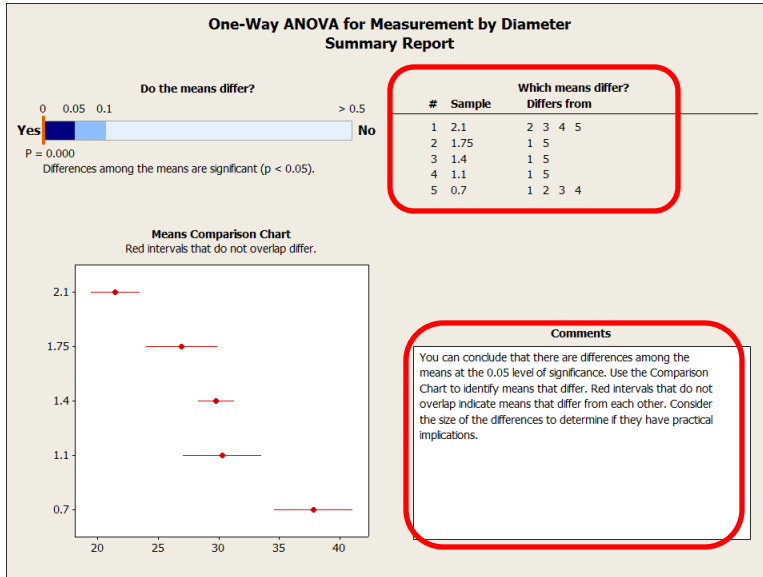 One-Way ANOVA for Measurement by Diameter
Summary Report
Do the means differ?
0 0.05 0.1 > 0.5
Yes No
P = 0.000
Differences among the means are significant (p < 0.05).
Which means differ?
# Sample Differs from
1 2.1 2 3 4 5
2 1.75 1 5
3 1.4 1 5
4 1.1 1 5
5 0.7 1 2 3 4
Means Comparison Chart
Red intervals that do not overlap differ.
2.1
1.75
1.4
1.1
0.7
20 25 30 35 40
Comments
You can conclude that there are differences among the
means at the 0.05 level of significance. Use the Comparison
Chart to identify means that differ. Red intervals that do not
overlap indicate means that differ from each other. Consider
the size of the differences to determine if they have practical
implications.